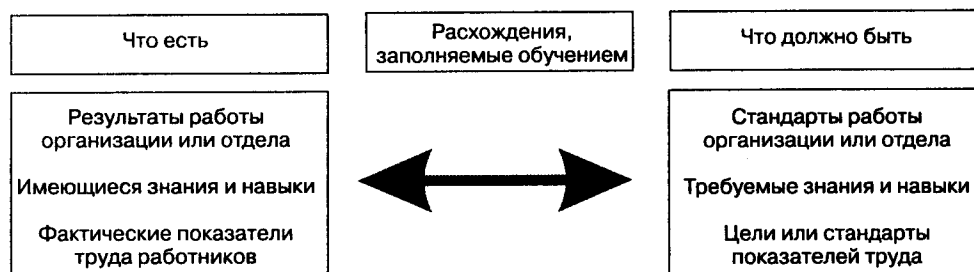 Что есть
Расхождения,
заполняемые обучением
Что должно быть
Результаты работы
организации или отдела
Имеющиеся знания и навыки
Фактические показатели
труда работников
Стандарты работы
организации или отдела
Требуемые знания и навыки
Цели или стандарты
показателей труда